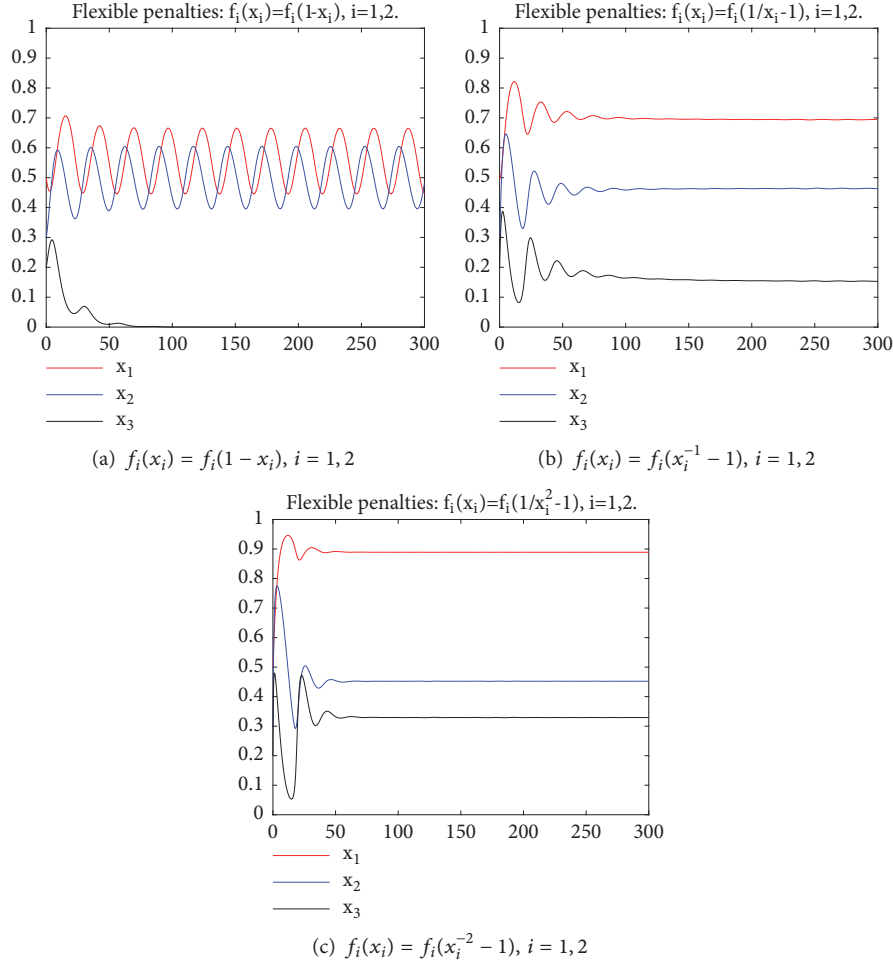 Flexible penalties: f_i(x_i)=f_i(1-x_i), i=1,2.
1
0.9
0.8
0.7
0.6
0.5
0.4
0.3
0.2
0.1
0
0 50 100 150 200 250 300
x_1
x_2
x_3
(a) f_i(x_i) = f_i(1 − x_i), i = 1, 2
Flexible penalties: f_i(x_i)=f_i(1/x_i-1), i=1,2.
1
0.9
0.8
0.7
0.6
0.5
0.4
0.3
0.2
0.1
0
0 50 100 150 200 250 300
x_1
x_2
x_3
(b) f_i(x_i) = f_i(x_i^{-1} − 1), i = 1, 2
Flexible penalties: f_i(x_i)=f_i(1/x_i^2-1), i=1,2.
1
0.9
0.8
0.7
0.6
0.5
0.4
0.3
0.2
0.1
0
0 50 100 150 200 250 300
x_1
x_2
x_3
(c) f_i(x_i) = f_i(x_i^{-2} − 1), i = 1, 2